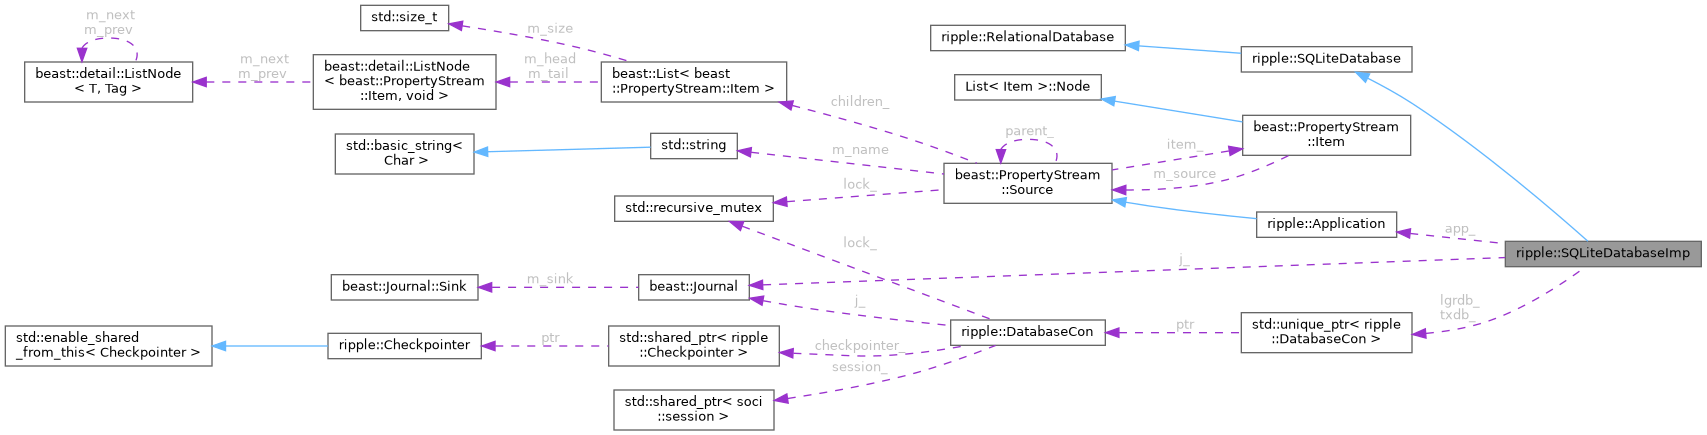 m_next
m_prev
beast::detail::ListNode
< T, Tag >
m_next
m_prev
std::size_t
beast::detail::ListNode
< beast::PropertyStream
::Item, void >
m_size
m_head
m_tail
beast::List< beast
::PropertyStream::Item >
children_
std::basic_string<
Char >
std::string
m_name
lock_
std::recursive_mutex
lock_
beast::Journal::Sink
m_sink
beast::Journal
j_
std::enable_shared
_from_this< Checkpointer >
ripple::Checkpointer
ptr
std::shared_ptr< ripple
::Checkpointer >
checkpointer_
session_
std::shared_ptr< soci
::session >
ripple::RelationalDatabase
ripple::SQLiteDatabase
List< Item >::Node
beast::PropertyStream
::Item
parent_
item_
m_source
beast::PropertyStream
::Source
ripple::Application
app_
ripple::SQLiteDatabaseImp
j_
lgrdb_
txdb_
ripple::DatabaseCon
ptr
std::unique_ptr< ripple
::DatabaseCon >